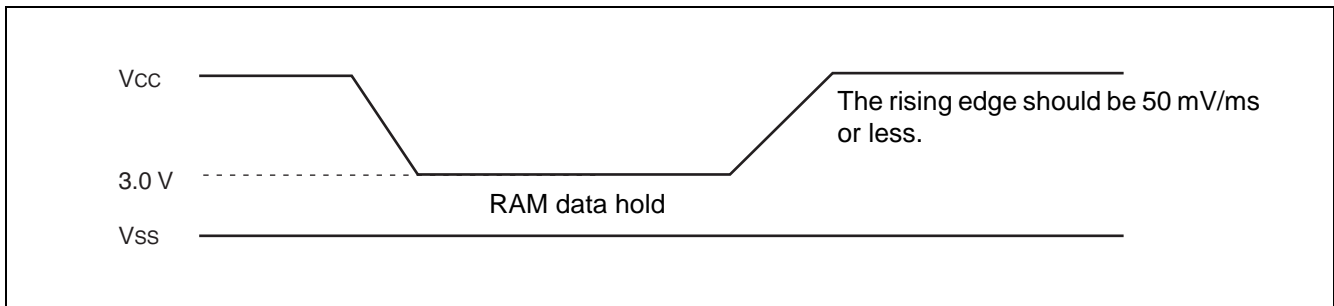 VCC
The rising edge should be 50 mV/ms
or less.
3.0 V
RAM data hold
VSS